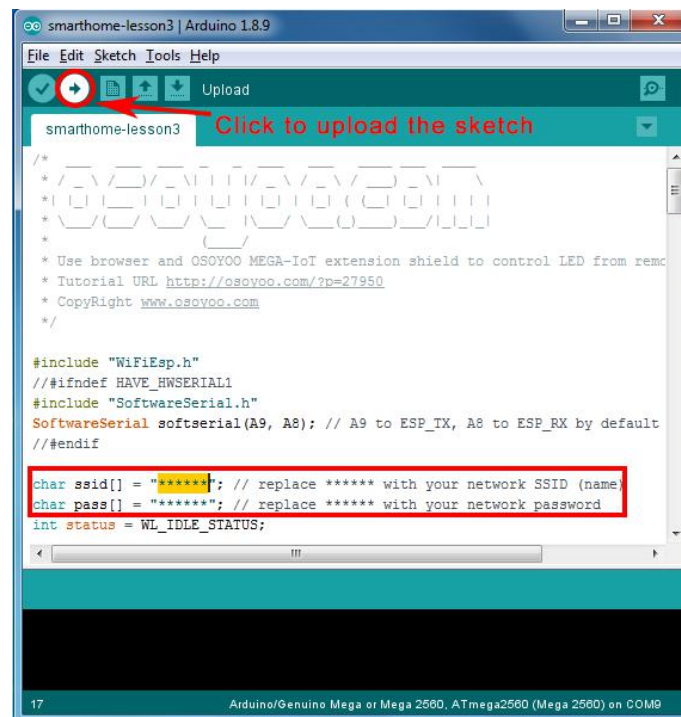 smarthome-lesson3 | Arduino 1.8.9
File Edit Sketch Tools Help
Upload
smarthome-lesson3
Click to upload the sketch
/*
*
*
*
*
*
* Use browser and OSOYOO MEGA-IoT extension shield to control LED from remo
* Tutorial URL http://osoyoo.com/?p=27950
* CopyRight www.osoyoo.com
*/
#include "WiFiEsp.h"
//#ifndef HAVE_HWSERIAL1
#include "SoftwareSerial.h"
SoftwareSerial softserial(A9, A8); // A9 to ESP_TX, A8 to ESP_RX by default
//#endif
char ssid[] = "******"; // replace ****** with your network SSID (name)
char pass[] = "******"; // replace ****** with your network password
int status = WL_IDLE_STATUS;
17
Arduino/Genuino Mega or Mega 2560, ATmega2560 (Mega 2560) on COM9